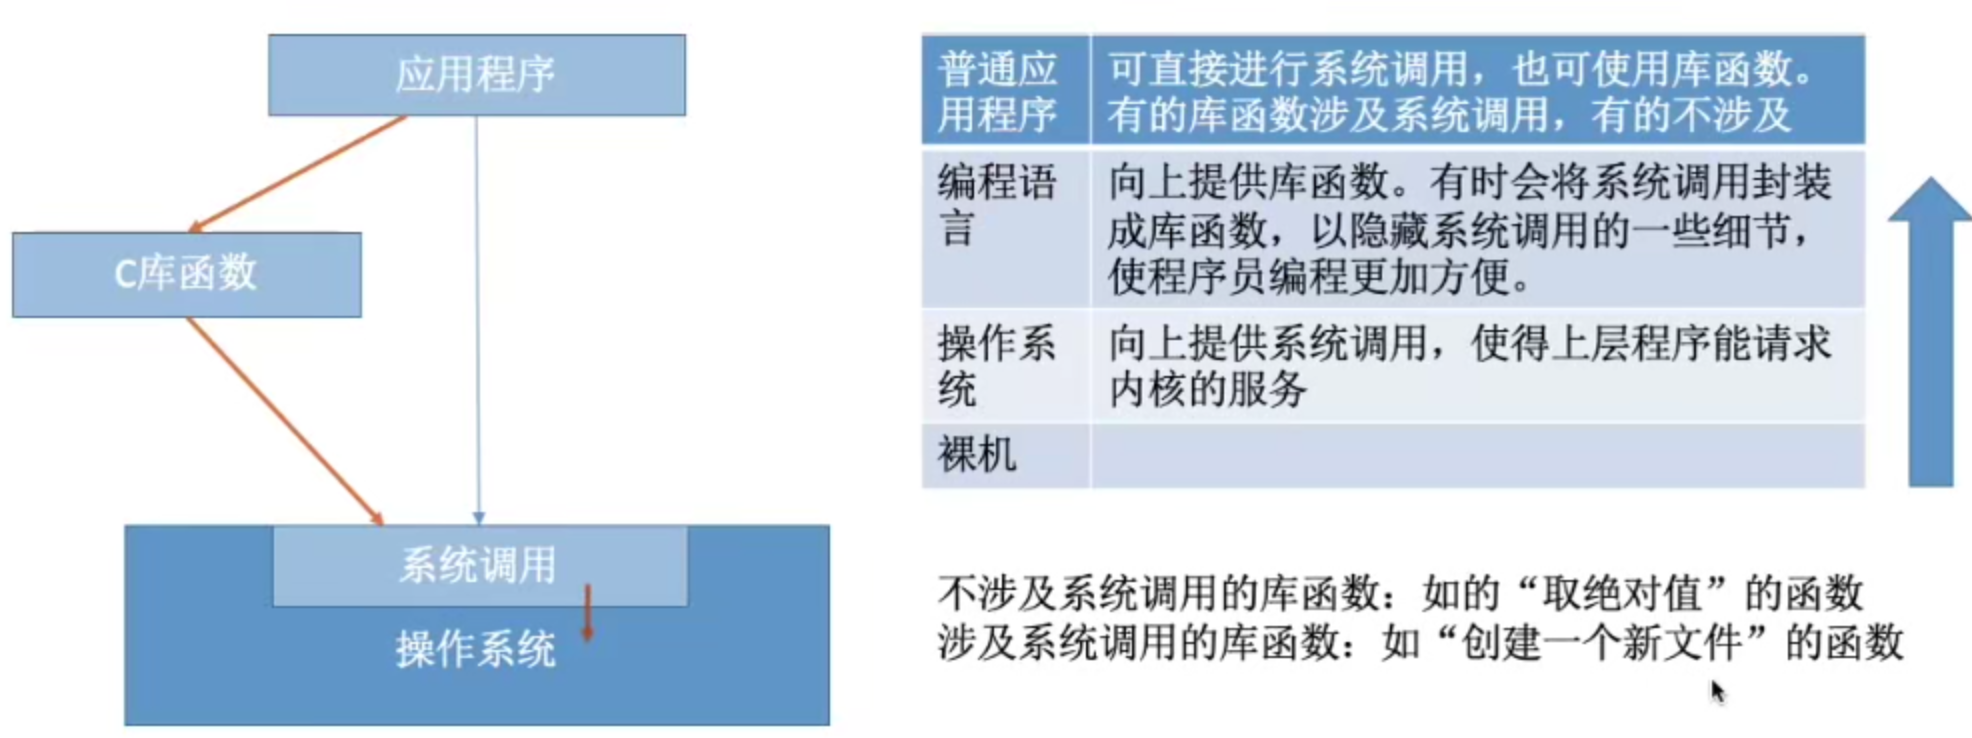 应用程序
C库函数
系统调用
操作系统
普通应
用程序
可直接进行系统调用，也可使用库函数。
有的库函数涉及系统调用，有的不涉及
编程语
言
向上提供库函数。有时会将系统调用封装
成库函数，以隐藏系统调用的一些细节，
使程序员编程更加方便。
操作系
统
向上提供系统调用，使得上层程序能请求
内核的服务
裸机
不涉及系统调用的库函数：如的“取绝对值”的函数
涉及系统调用的库函数：如“创建一个新文件”的函数